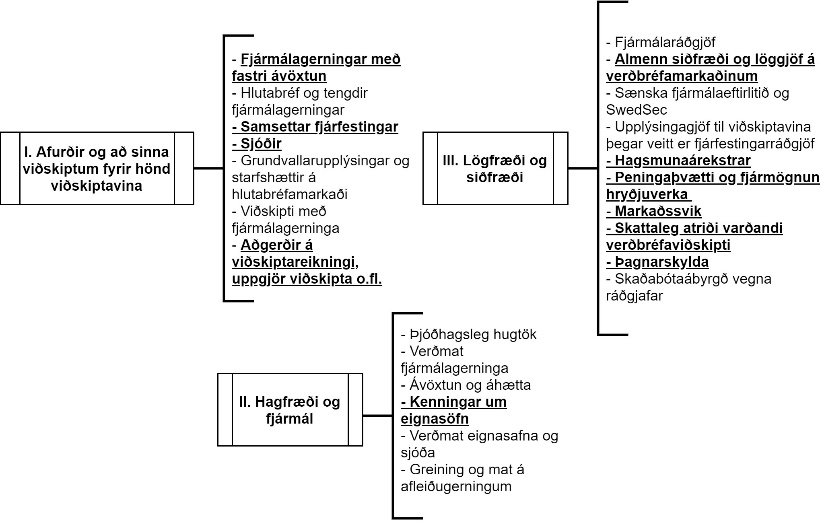 I. Afurðir og að sinna
viðskiptum fyrir hönd
viðskiptavina
- Fjármálagerningar með
fastri ávöxtun
- Hlutabréf og tengdir
fjármálagerningar
- Samsettar fjárfestingar
- Sjóðir
- Grundvallarupplýsingar og
starfshættir á
hlutabréfamarkaði
- Viðskipti með
fjármálagerninga
- Aðgerðir á
viðskiptareikningi,
uppgjör viðskipta o.fl.
II. Hagfræði og
fjármál
- Þjóðhagsleg hugtök
- Verðmat
fjármálagerninga
- Ávöxtun og áhætta
- Kenningar um
eignasöfn
- Verðmat eignasafna og
sjóða
- Greining og mat á
afleiðugerningum
III. Lögfræði og
siðfræði
- Fjármálaráðgjöf
- Almenn siðfræði og löggjöf á
verðbréfamarkaðinum
- Sænska fjármálaeftirlitið og
SwedSec
- Upplýsingagjöf til viðskiptavina
þegar veitt er fjárfestingarráðgjöf
- Hagsmunaárekstrar
- Peningaþvætti og fjármögnun
hryðjuverka
- Markaðssvik
- Skattaleg atriði varðandi
verðbréfaviðskipti
- Þagnarskylda
- Skaðabótaábyrgð vegna
ráðgjafar